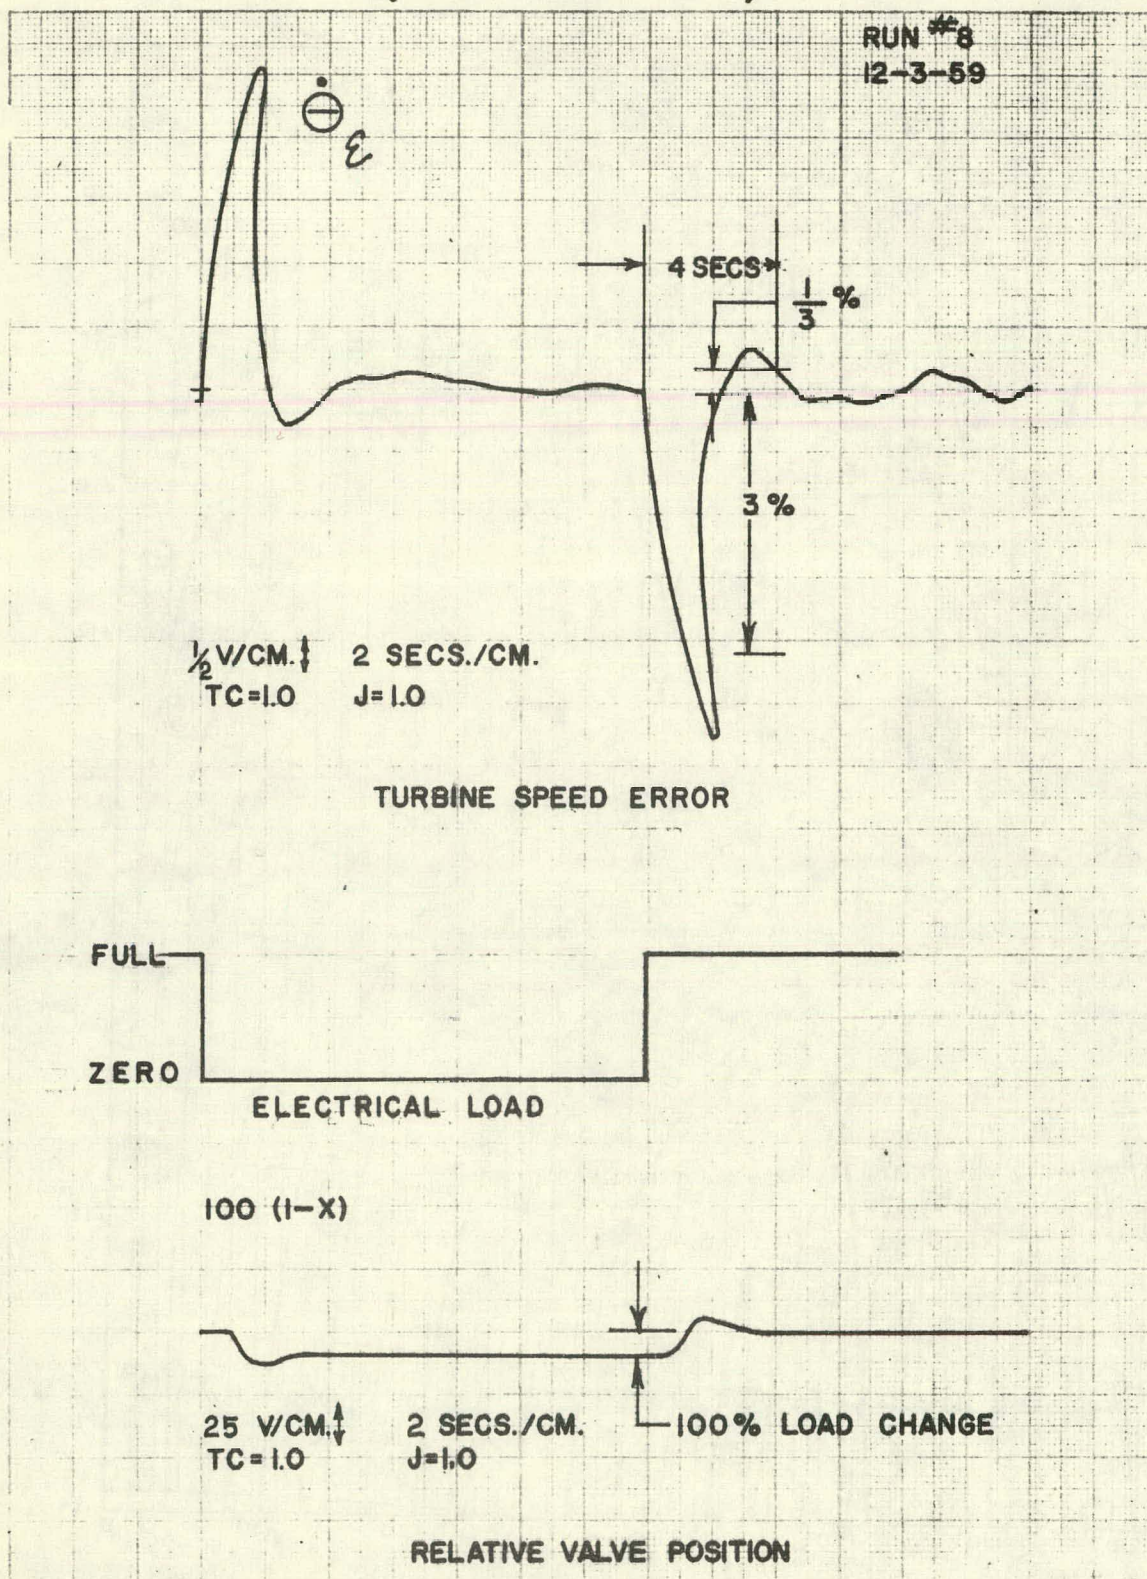 RUN #8
12-3-59
Θ̇ε
4 SECS
1/3 %
3 %
1/2 V/CM. 2 SECS./CM.
TC=1.0 J=1.0
TURBINE SPEED ERROR
FULL
ZERO
ELECTRICAL LOAD
100 (1-X)
25 V/CM. 2 SECS./CM.
TC=1.0 J=1.0
100% LOAD CHANGE
RELATIVE VALVE POSITION